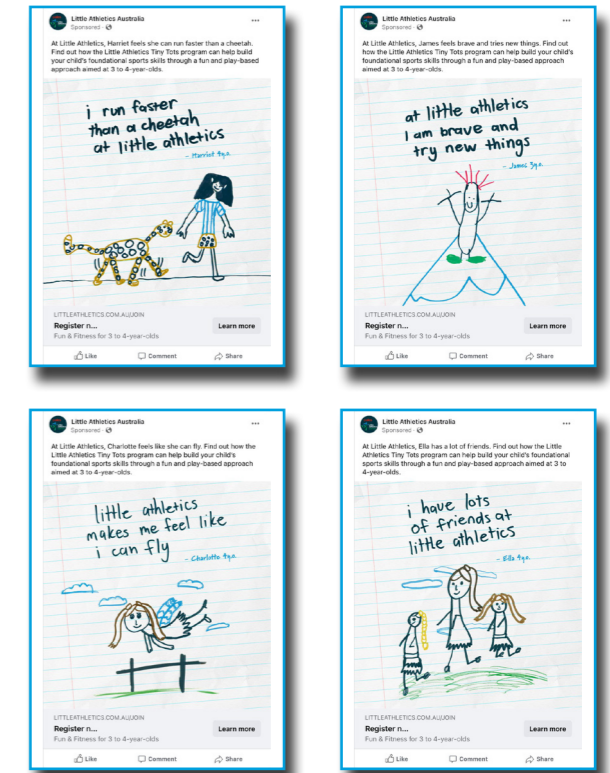 Little Athletics Australia
Sponsored ·
At Little Athletics, Harriet feels she can run faster than a cheetah.
Find out how the Little Athletics Tiny Tots program can help build
your child's foundational sports skills through a fun and play-based
approach aimed at 3 to 4-year-olds.
i run faster
than a cheetah
at little athletics
- Harriet 4y.o.
LITTLEATHLETICS.COM.AU/JOIN
Register n...
Fun & Fitness for 3 to 4-year-olds
Learn more
Like
Comment
Share
Little Athletics Australia
Sponsored ·
At Little Athletics, James feels brave and tries new things. Find out
how the Little Athletics Tiny Tots program can help build your child's
foundational sports skills through a fun and play-based approach
aimed at 3 to 4-year-olds.
at little athletics
I am brave and
try new things
- James 3y.o.
LITTLEATHLETICS.COM.AU/JOIN
Register n...
Fun & Fitness for 3 to 4-year-olds
Learn more
Like
Comment
Share
Little Athletics Australia
Sponsored ·
At Little Athletics, Charlotte feels like she can fly. Find out how the
Little Athletics Tiny Tots program can help build your child's
foundational sports skills through a fun and play-based approach
aimed at 3 to 4-year-olds.
little athletics
makes me feel like
i can fly
- Charlotte 4y.o.
LITTLEATHLETICS.COM.AU/JOIN
Register n...
Fun & Fitness for 3 to 4-year-olds
Learn more
Like
Comment
Share
Little Athletics Australia
Sponsored ·
At Little Athletics, Ella has a lot of friends. Find out how the Little
Athletics Tiny Tots program can help build your child's foundational
sports skills through a fun and play-based approach aimed at 3 to
4-year-olds.
i have lots
of friends at
little athletics
- Ella 4y.o.
LITTLEATHLETICS.COM.AU/JOIN
Register n...
Fun & Fitness for 3 to 4-year-olds
Learn more
Like
Comment
Share